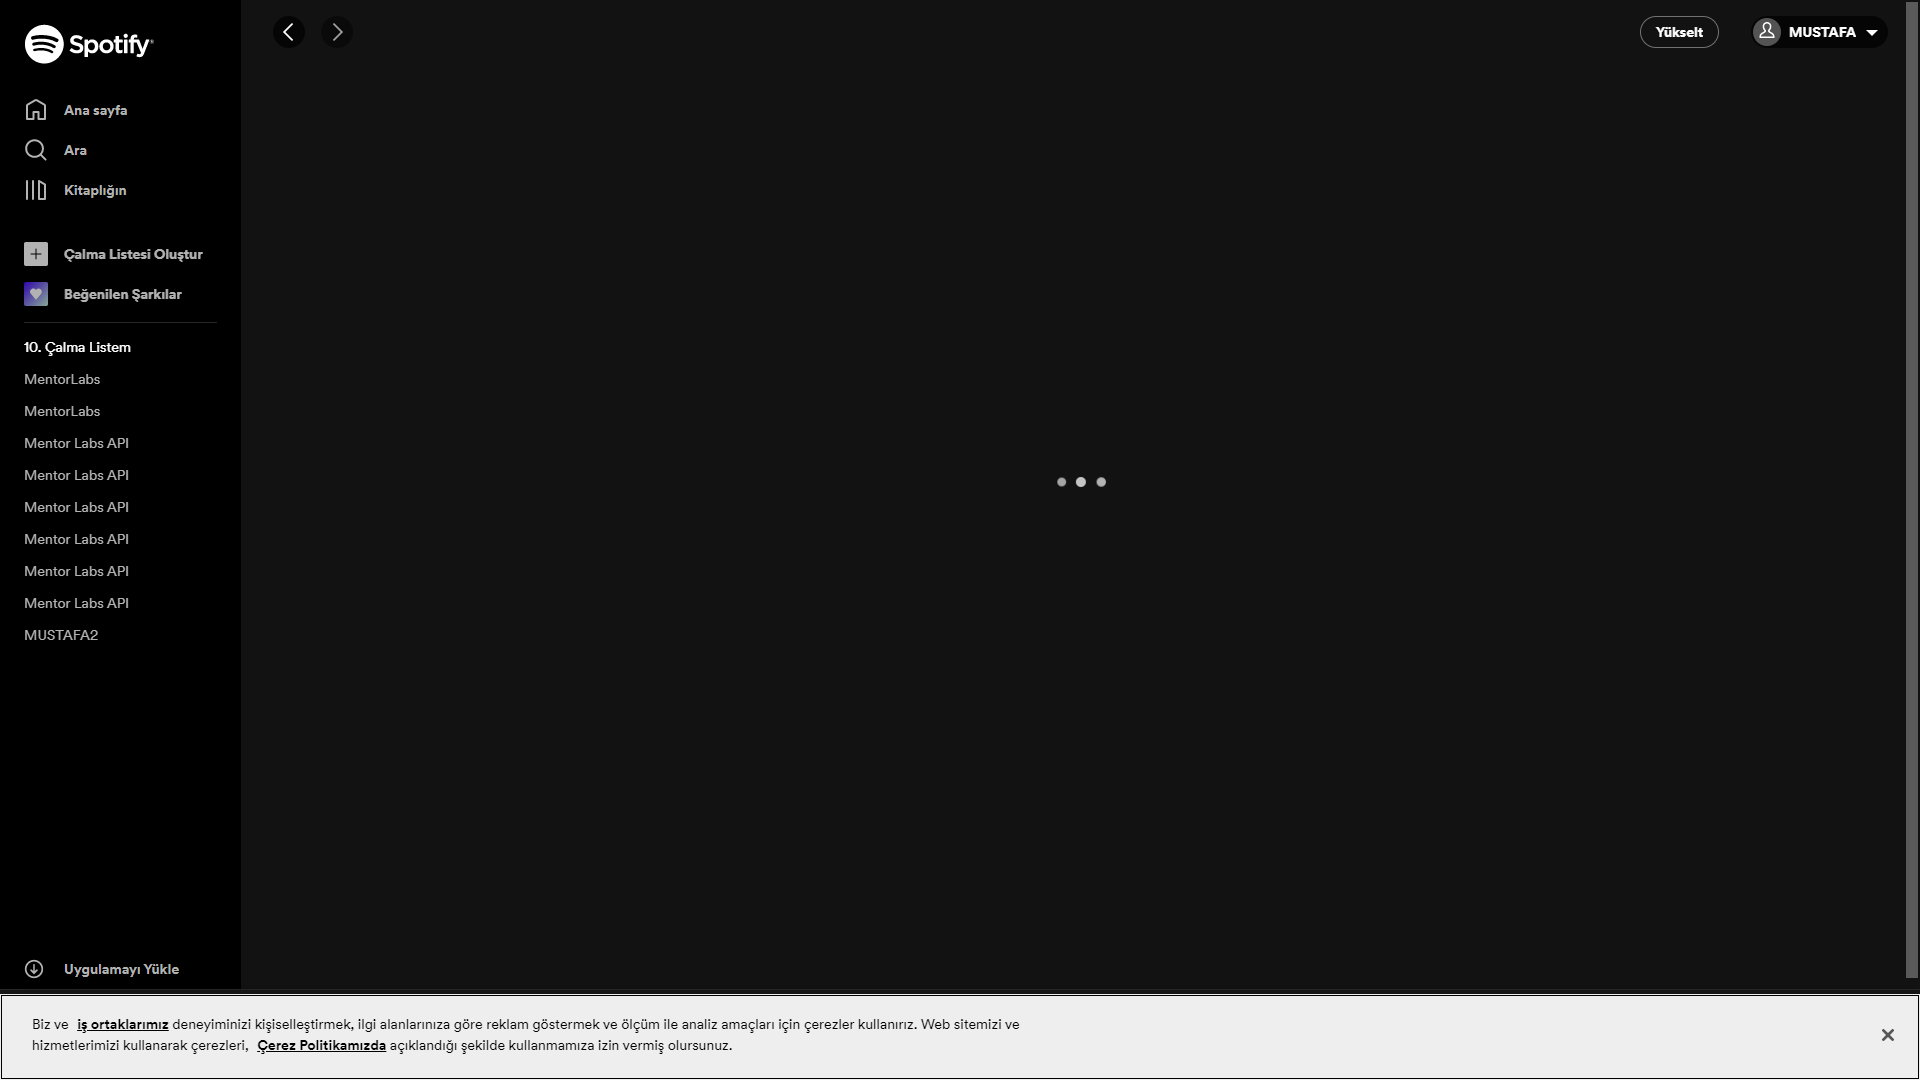 Spotify
Yükselt
MUSTAFA
Ana sayfa
Ara
Kitaplığın
Çalma Listesi Oluştur
Beğenilen Şarkılar
10. Çalma Listem
MentorLabs
MentorLabs
Mentor Labs API
Mentor Labs API
Mentor Labs API
Mentor Labs API
Mentor Labs API
Mentor Labs API
MUSTAFA2
Uygulamayı Yükle
Biz ve iş ortaklarımız deneyiminizi kişiselleştirmek, ilgi alanlarınıza göre reklam göstermek ve ölçüm ile analiz amaçları için çerezler kullanırız. Web sitemizi ve
hizmetlerimizi kullanarak çerezleri, Çerez Politikamızda açıklandığı şekilde kullanmamıza izin vermiş olursunuz.